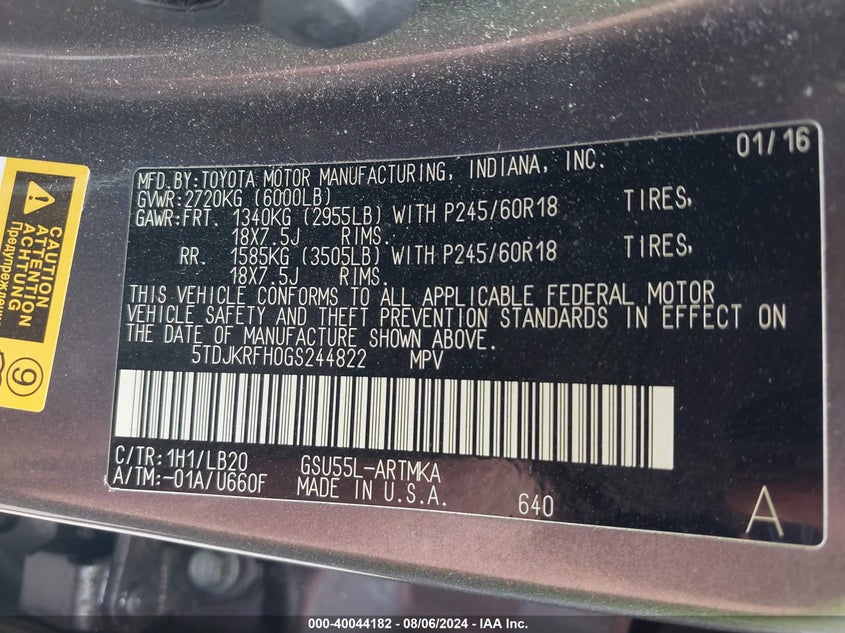 01/16
MFD.BY:TOYOTA MOTOR MANUFACTURING, INDIANA, INC.
GVWR:2720KG (6000LB)
GAWR:FRT. 1340KG (2955LB) WITH P245/60R18 TIRES,
18X7.5J RIMS.
RR. 1585KG (3505LB) WITH P245/60R18 TIRES,
18X7.5J RIMS.
THIS VEHICLE CONFORMS TO ALL APPLICABLE FEDERAL MOTOR
VEHICLE SAFETY AND THEFT PREVENTION STANDARDS IN EFFECT ON
THE DATE OF MANUFACTURE SHOWN ABOVE.
5TDJKRFH0GS244822 MPV
C/TR:1H1/LB20 GSU55L-ARTMKA
A/TM:-01A/U660F MADE IN U.S.A. 640
A
CAUTION
ATTENTION
ACHTUNG
9
000-40044182 - 08/06/2024 - IAA Inc.